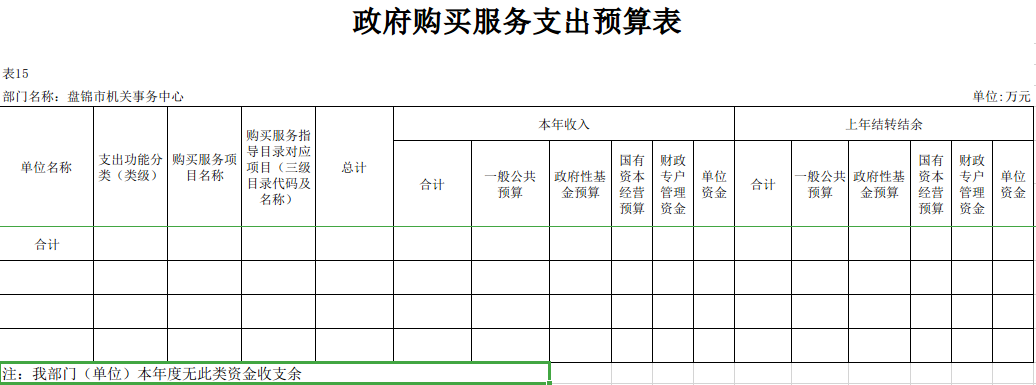 政府购买服务支出预算表
表15
部门名称：盘锦市机关事务中心
单位:万元
单位名称
支出功能分
类（类级）
购买服务项
目名称
购买服务指
导目录对应
项目（三级
目录代码及
名称）
总计
本年收入
合计
一般公共
预算
政府性基
金预算
国有
资本
经营
预算
财政
专户
管理
资金
单位
资金
上年结转结余
合计
一般公共
预算
政府性基
金预算
国有
资本
经营
预算
财政
专户
管理
资金
单位
资金
合计
注：我部门（单位）本年度无此类资金收支余